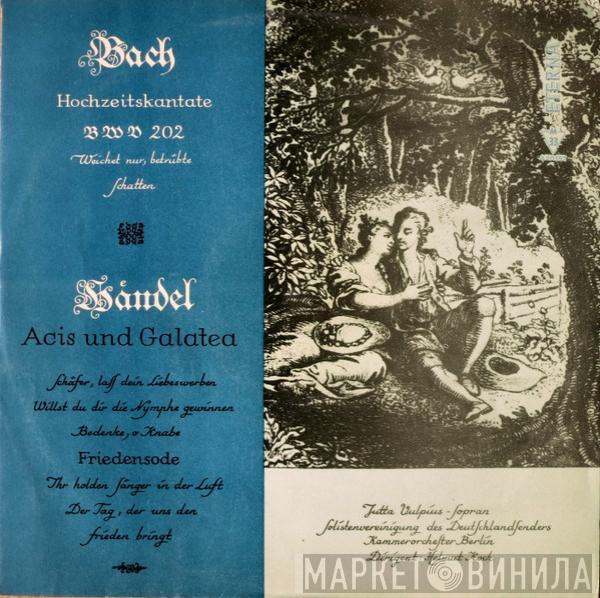 Bach
Hochzeitskantate
BWV 202
Weichet nur, betrübte
Schatten
Händel
Acis und Galatea
Schäfer, lass dein Liebeswerben
Willst du dir die Nymphe gewinnen
Bedenke, o Knabe
Friedensode
Ihr holden Sänger in der Luft
Der Tag, der uns den
Frieden bringt
ETERNA
33
Jutta Vulpius - Sopran
Solistenvereinigung des Deutschlandsenders
Kammerorchester Berlin
Dirigent: Helmut Koch
МАРКЕТ ВИНИЛА